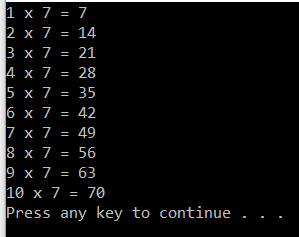 1 x 7 = 7
2 x 7 = 14
3 x 7 = 21
4 x 7 = 28
5 x 7 = 35
6 x 7 = 42
7 x 7 = 49
8 x 7 = 56
9 x 7 = 63
10 x 7 = 70
Press any key to continue . . .